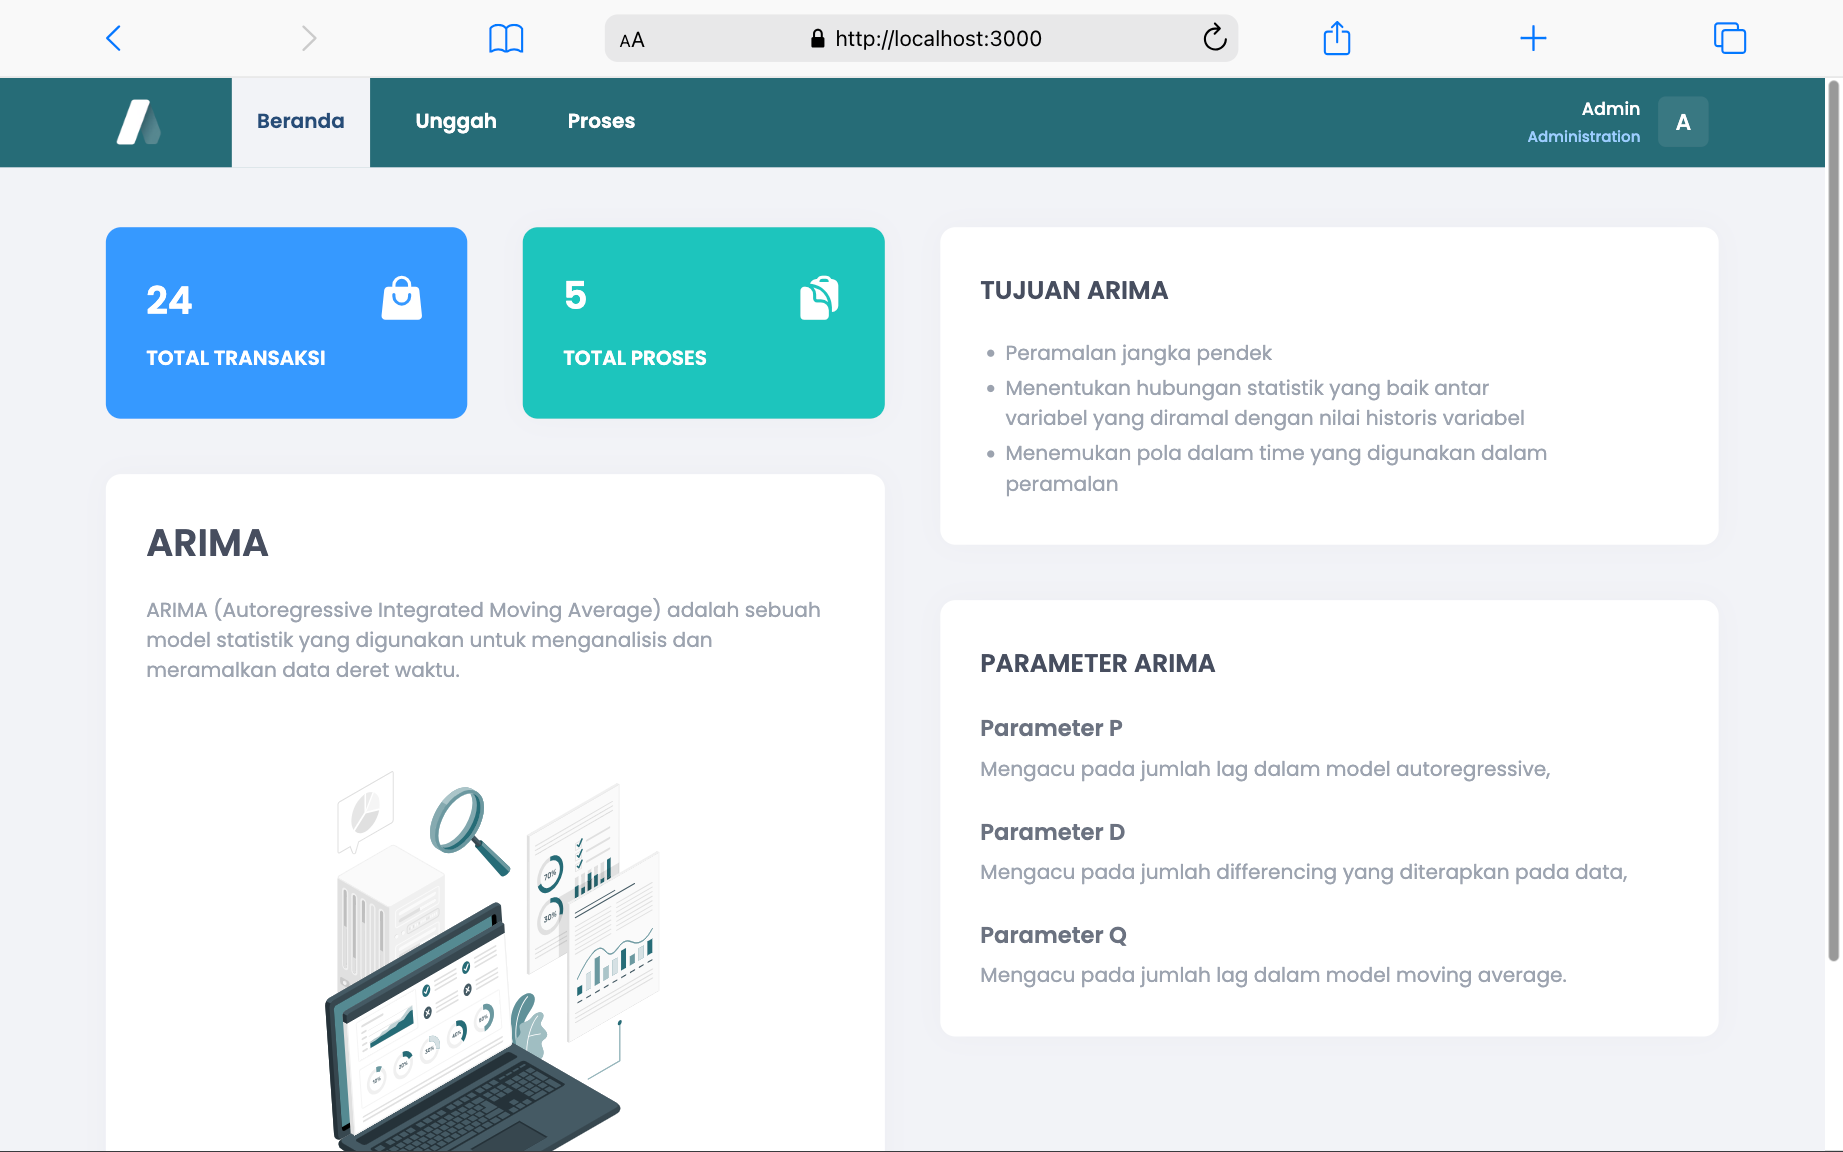 AA
http://localhost:3000
Beranda
Unggah
Proses
Admin
Administration
A
24
TOTAL TRANSAKSI
5
TOTAL PROSES
ARIMA
ARIMA (Autoregressive Integrated Moving Average) adalah sebuah
model statistik yang digunakan untuk menganalisis dan
meramalkan data deret waktu.
70%
30%
10%
20%
30%
40%
TUJUAN ARIMA
Peramalan jangka pendek
Menentukan hubungan statistik yang baik antar
variabel yang diramal dengan nilai historis variabel
Menemukan pola dalam time yang digunakan dalam
peramalan
PARAMETER ARIMA
Parameter P
Mengacu pada jumlah lag dalam model autoregressive,
Parameter D
Mengacu pada jumlah differencing yang diterapkan pada data,
Parameter Q
Mengacu pada jumlah lag dalam model moving average.